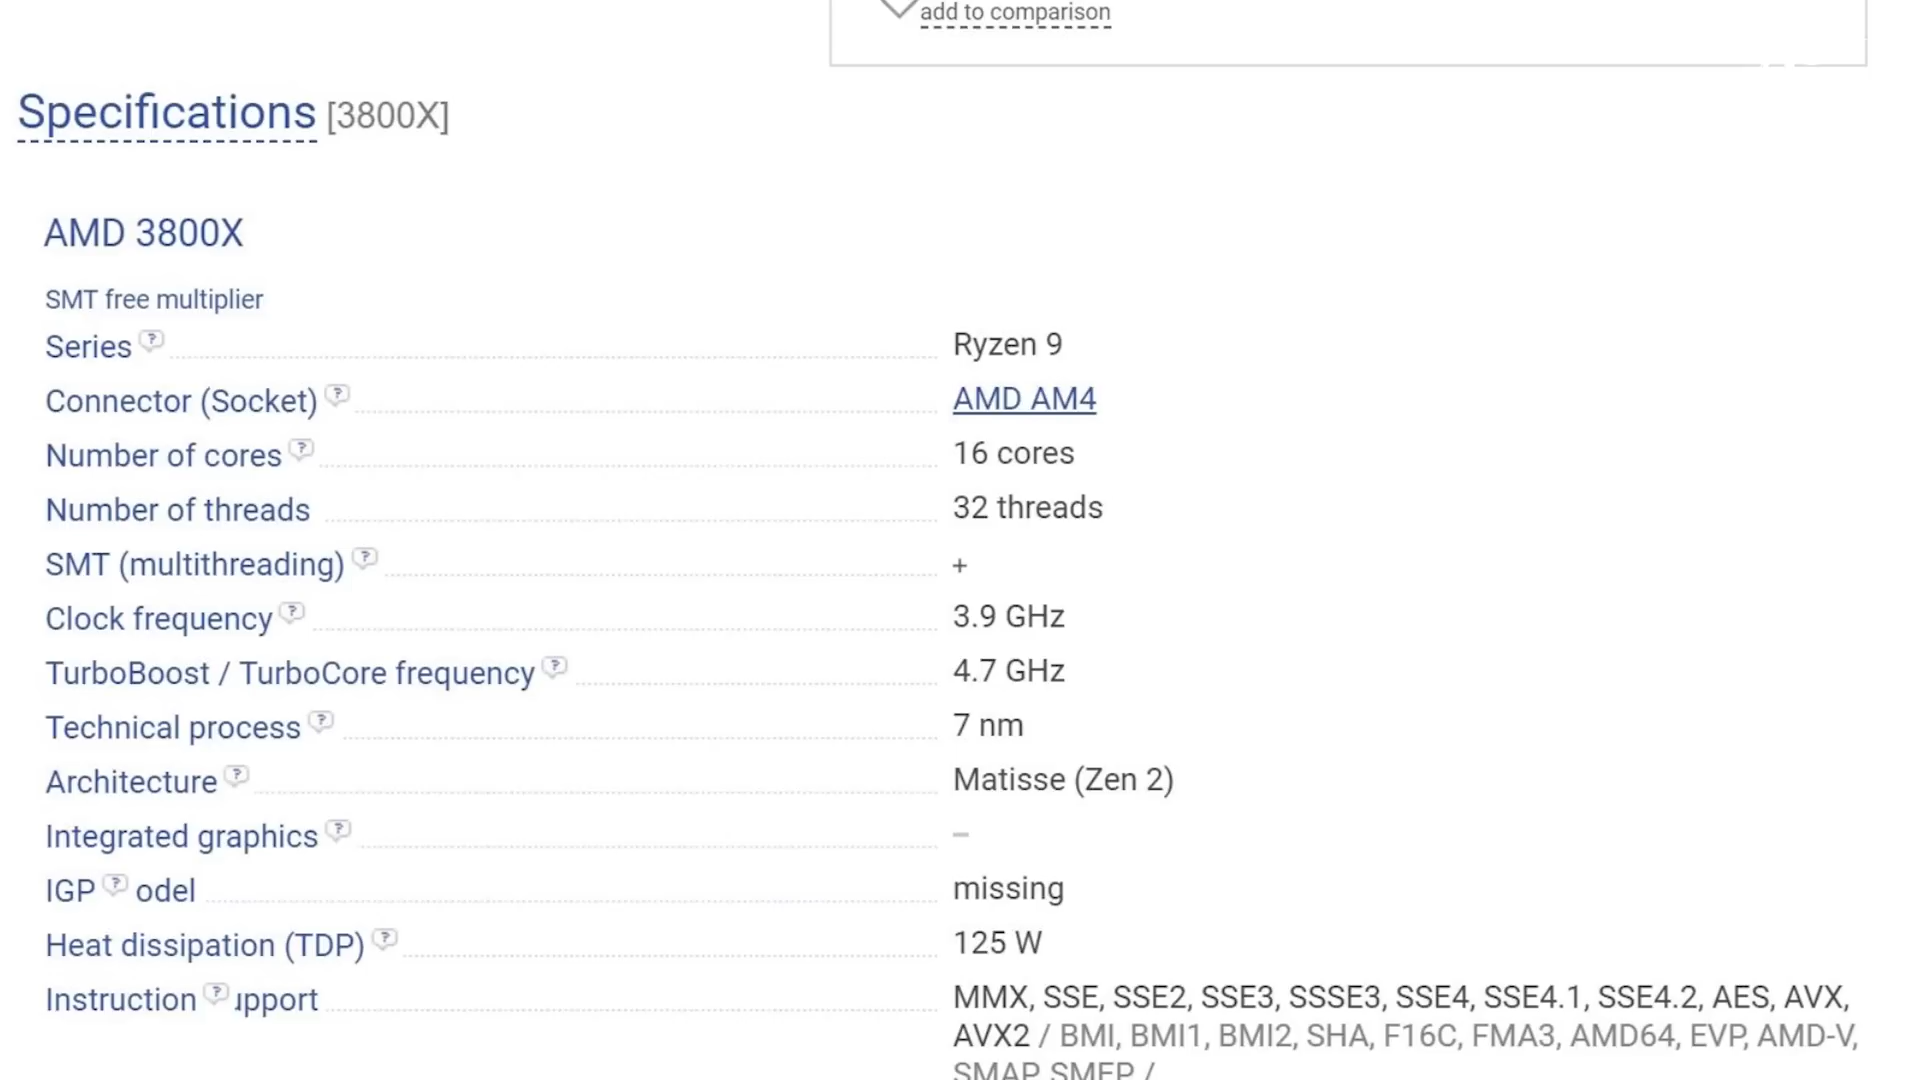 add to comparison
Specifications [3800X]
AMD 3800X
SMT free multiplier
Series ? Ryzen 9
Connector (Socket) ? AMD AM4
Number of cores ? 16 cores
Number of threads 32 threads
SMT (multithreading) ? +
Clock frequency ? 3.9 GHz
TurboBoost / TurboCore frequency ? 4.7 GHz
Technical process ? 7 nm
Architecture ? Matisse (Zen 2)
Integrated graphics ? –
IGP ? odel missing
Heat dissipation (TDP) ? 125 W
Instruction ? ıpport MMX, SSE, SSE2, SSE3, SSSE3, SSE4, SSE4.1, SSE4.2, AES, AVX,
AVX2 / BMI, BMI1, BMI2, SHA, F16C, FMA3, AMD64, EVP, AMD-V,
SMAP, SMEP /